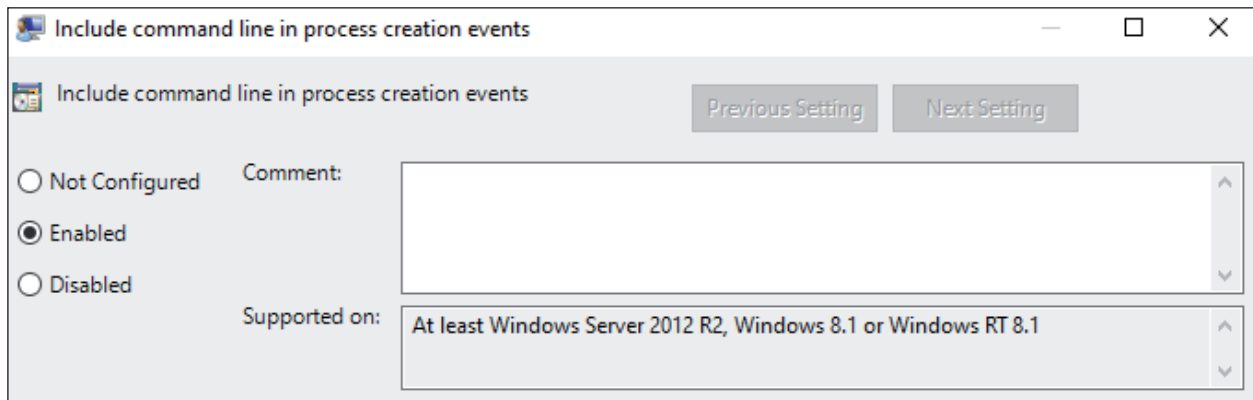 Include command line in process creation events
Include command line in process creation events
Previous Setting
Next Setting
Not Configured
Comment:
Enabled
Disabled
Supported on:
At least Windows Server 2012 R2, Windows 8.1 or Windows RT 8.1